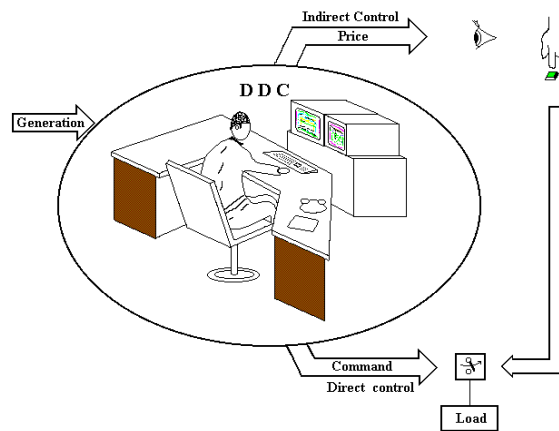 Indirect Control
Price
D D C
Generation
Command
Direct control
Load